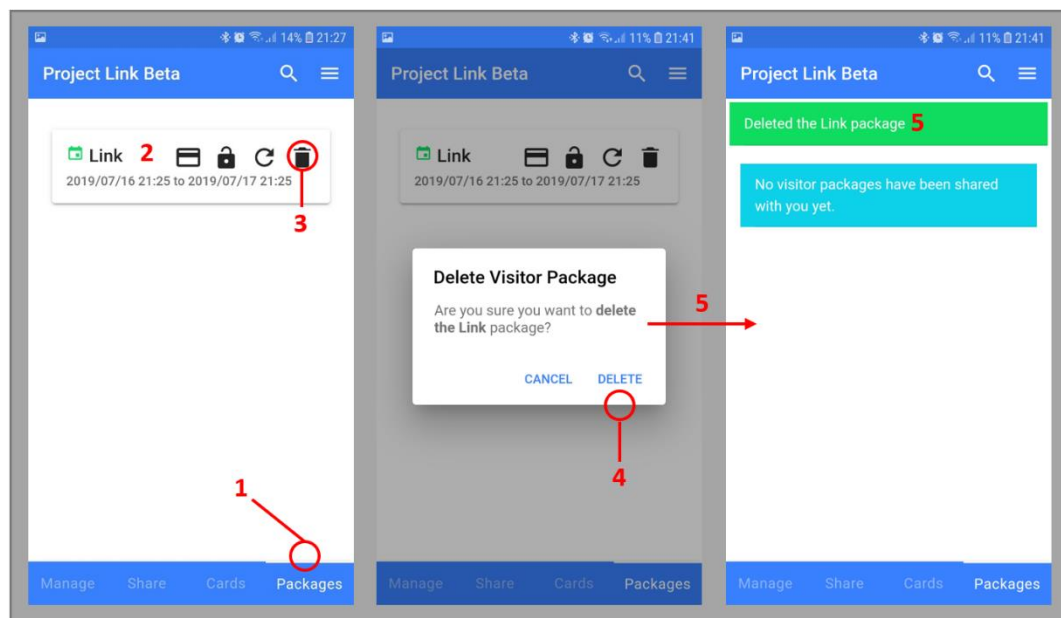 14% 21:27
Project Link Beta
Link 2
2019/07/16 21:25 to 2019/07/17 21:25
3
1
Manage Share Cards Packages
11% 21:41
Project Link Beta
Link
2019/07/16 21:25 to 2019/07/17 21:25
Delete Visitor Package
Are you sure you want to delete
the Link package?
5
CANCEL DELETE
4
Manage Share Cards Packages
11% 21:41
Project Link Beta
Deleted the Link package 5
No visitor packages have been shared
with you yet.
Manage Share Cards Packages